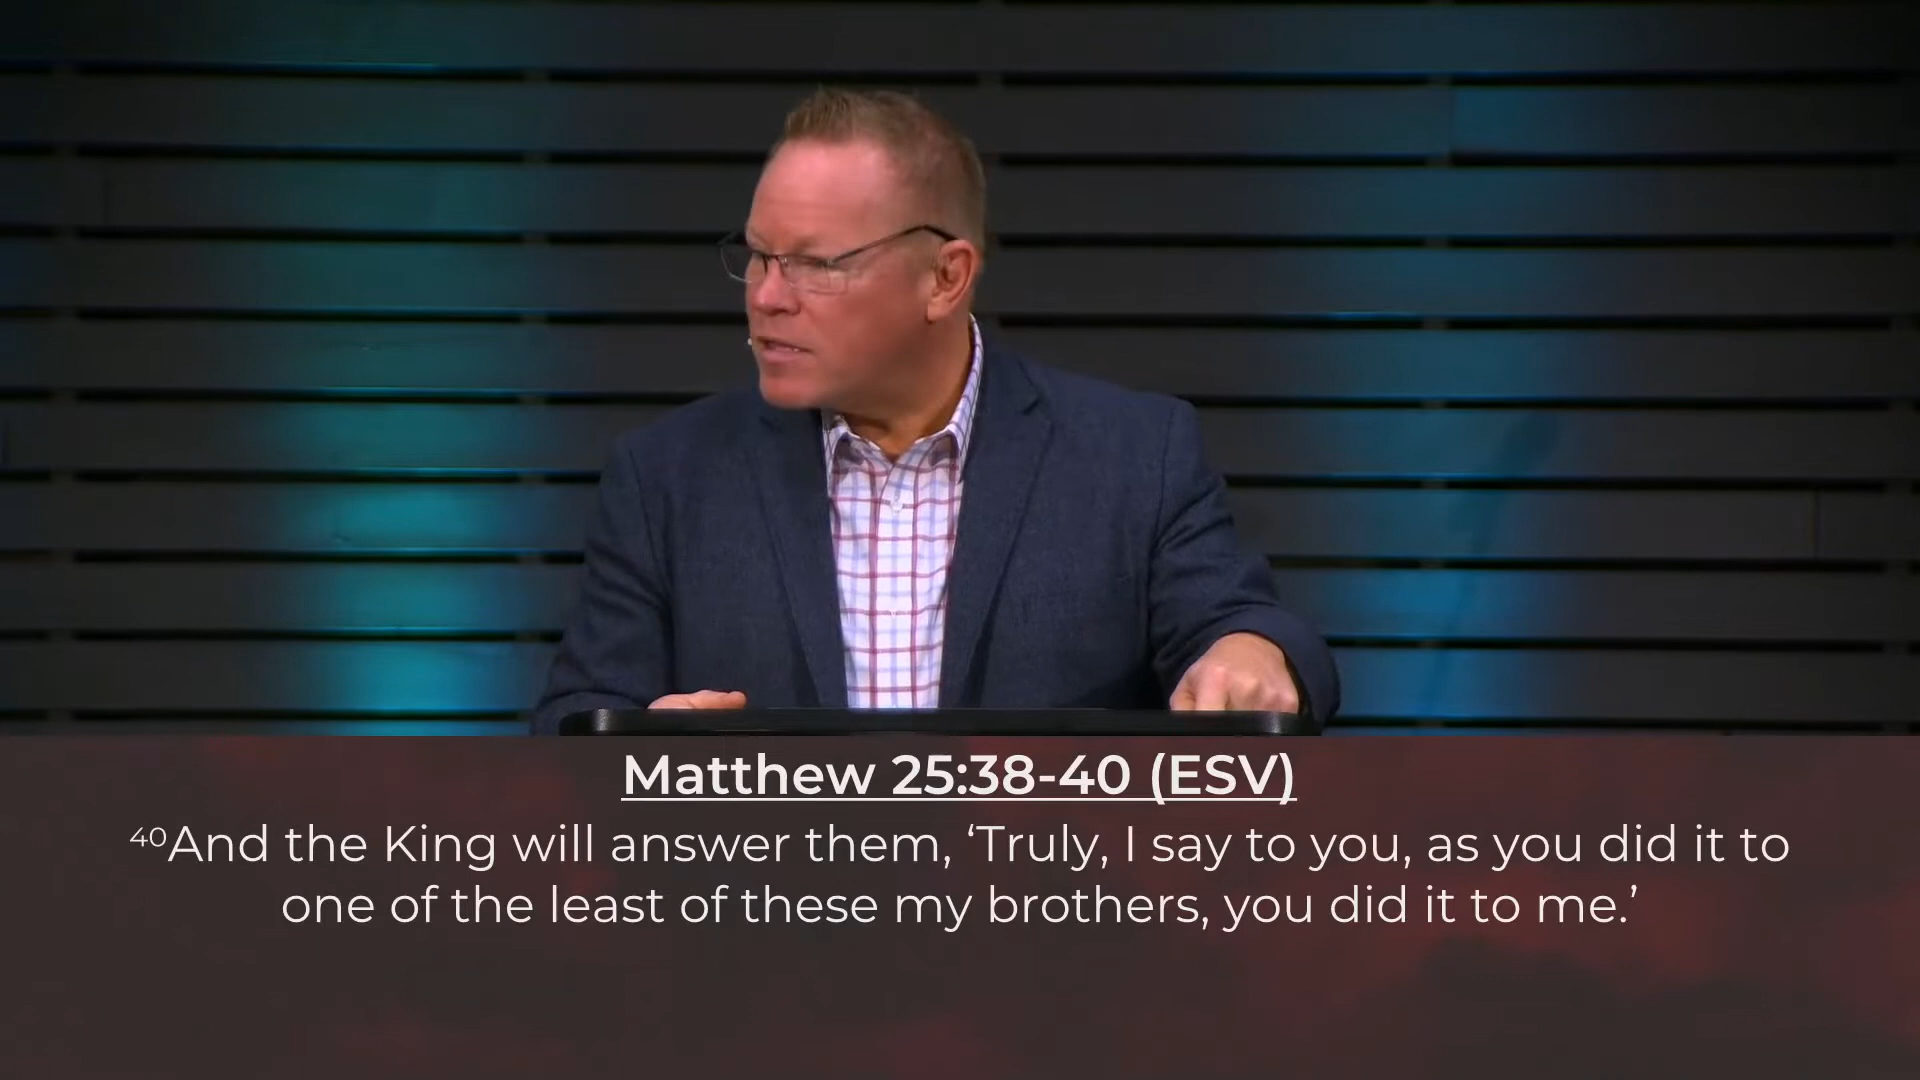 Matthew 25:38-40 (ESV)
⁴⁰And the King will answer them, ‘Truly, I say to you, as you did it to
one of the least of these my brothers, you did it to me.’